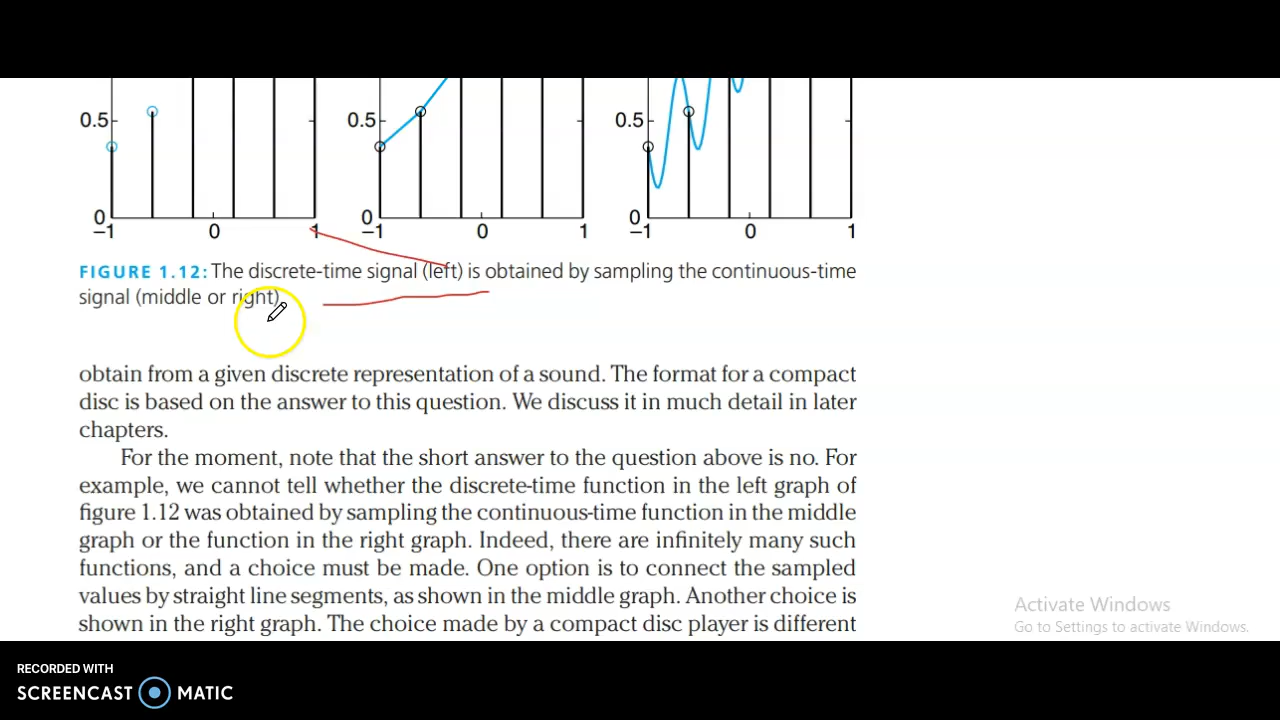 0.5 0.5 0.5
0 0 0
−1 0 1 −1 0 1 −1 0 1
FIGURE 1.12: The discrete-time signal (left) is obtained by sampling the continuous-time
signal (middle or right).
obtain from a given discrete representation of a sound. The format for a compact
disc is based on the answer to this question. We discuss it in much detail in later
chapters.
For the moment, note that the short answer to the question above is no. For
example, we cannot tell whether the discrete-time function in the left graph of
figure 1.12 was obtained by sampling the continuous-time function in the middle
graph or the function in the right graph. Indeed, there are infinitely many such
functions, and a choice must be made. One option is to connect the sampled
values by straight line segments, as shown in the middle graph. Another choice is
shown in the right graph. The choice made by a compact disc player is different
Activate Windows
Go to Settings to activate Windows.
RECORDED WITH
SCREENCAST MATIC